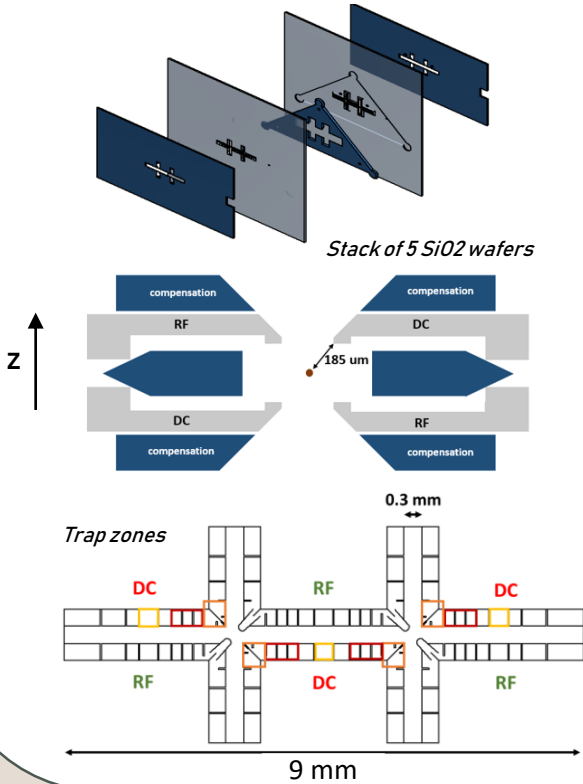 Stack of 5 SiO2 wafers
compensation
compensation
RF
DC
185 um
Z
DC
RF
compensation
compensation
0.3 mm
Trap zones
DC
RF
DC
RF
DC
RF
9 mm